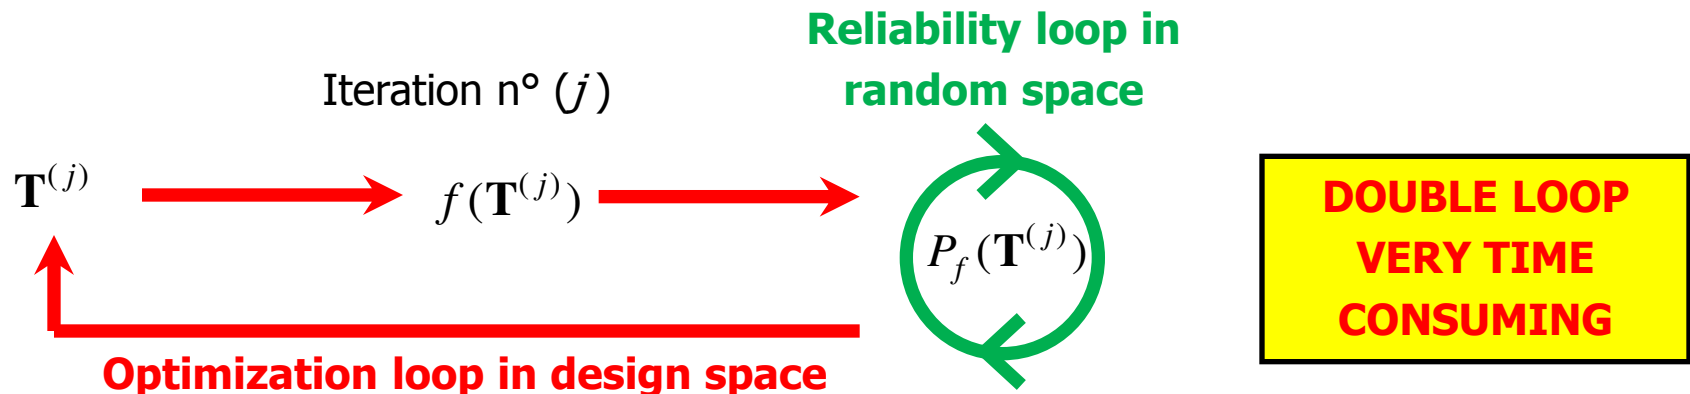 Reliability loop in
random space
Iteration n° (j)
T^(j)
f(T^(j))
P_f(T^(j))
DOUBLE LOOP
VERY TIME
CONSUMING
Optimization loop in design space